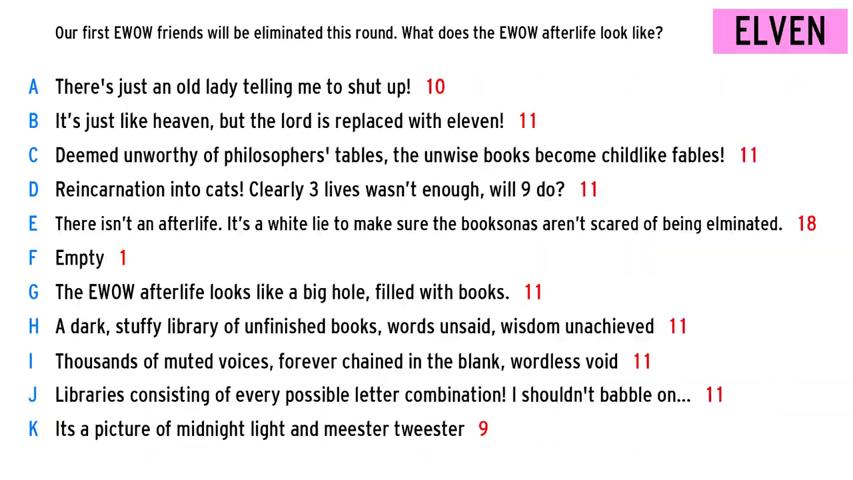 Our first EWOW friends will be eliminated this round. What does the EWOW afterlife look like?
ELVEN
A There's just an old lady telling me to shut up! 10
B It's just like heaven, but the lord is replaced with eleven! 11
C Deemed unworthy of philosophers' tables, the unwise books become childlike fables! 11
D Reincarnation into cats! Clearly 3 lives wasn't enough, will 9 do? 11
E There isn't an afterlife. It's a white lie to make sure the booksonas aren't scared of being elminated. 18
F Empty 1
G The EWOW afterlife looks like a big hole, filled with books. 11
H A dark, stuffy library of unfinished books, words unsaid, wisdom unachieved 11
I Thousands of muted voices, forever chained in the blank, wordless void 11
J Libraries consisting of every possible letter combination! I shouldn't babble on... 11
K Its a picture of midnight light and meester tweester 9